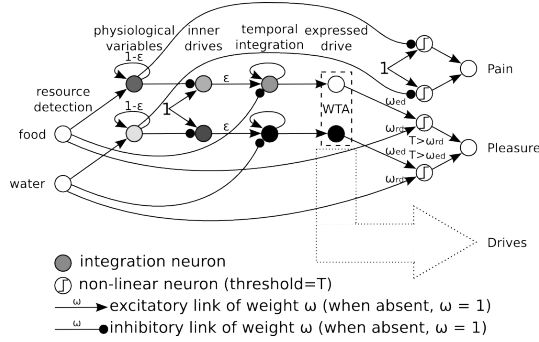 physiological inner temporal expressed
variables drives integration drive
1-ε
resource
detection
ε
1
1
Pain
1-ε
WTA
ωed
food
ε
ωrd
T>ωrd
Pleasure
ωed
T>ωed
water
ωrd
Drives
integration neuron
non-linear neuron (threshold=T)
ω excitatory link of weight ω (when absent, ω = 1)
ω inhibitory link of weight ω (when absent, ω = 1)